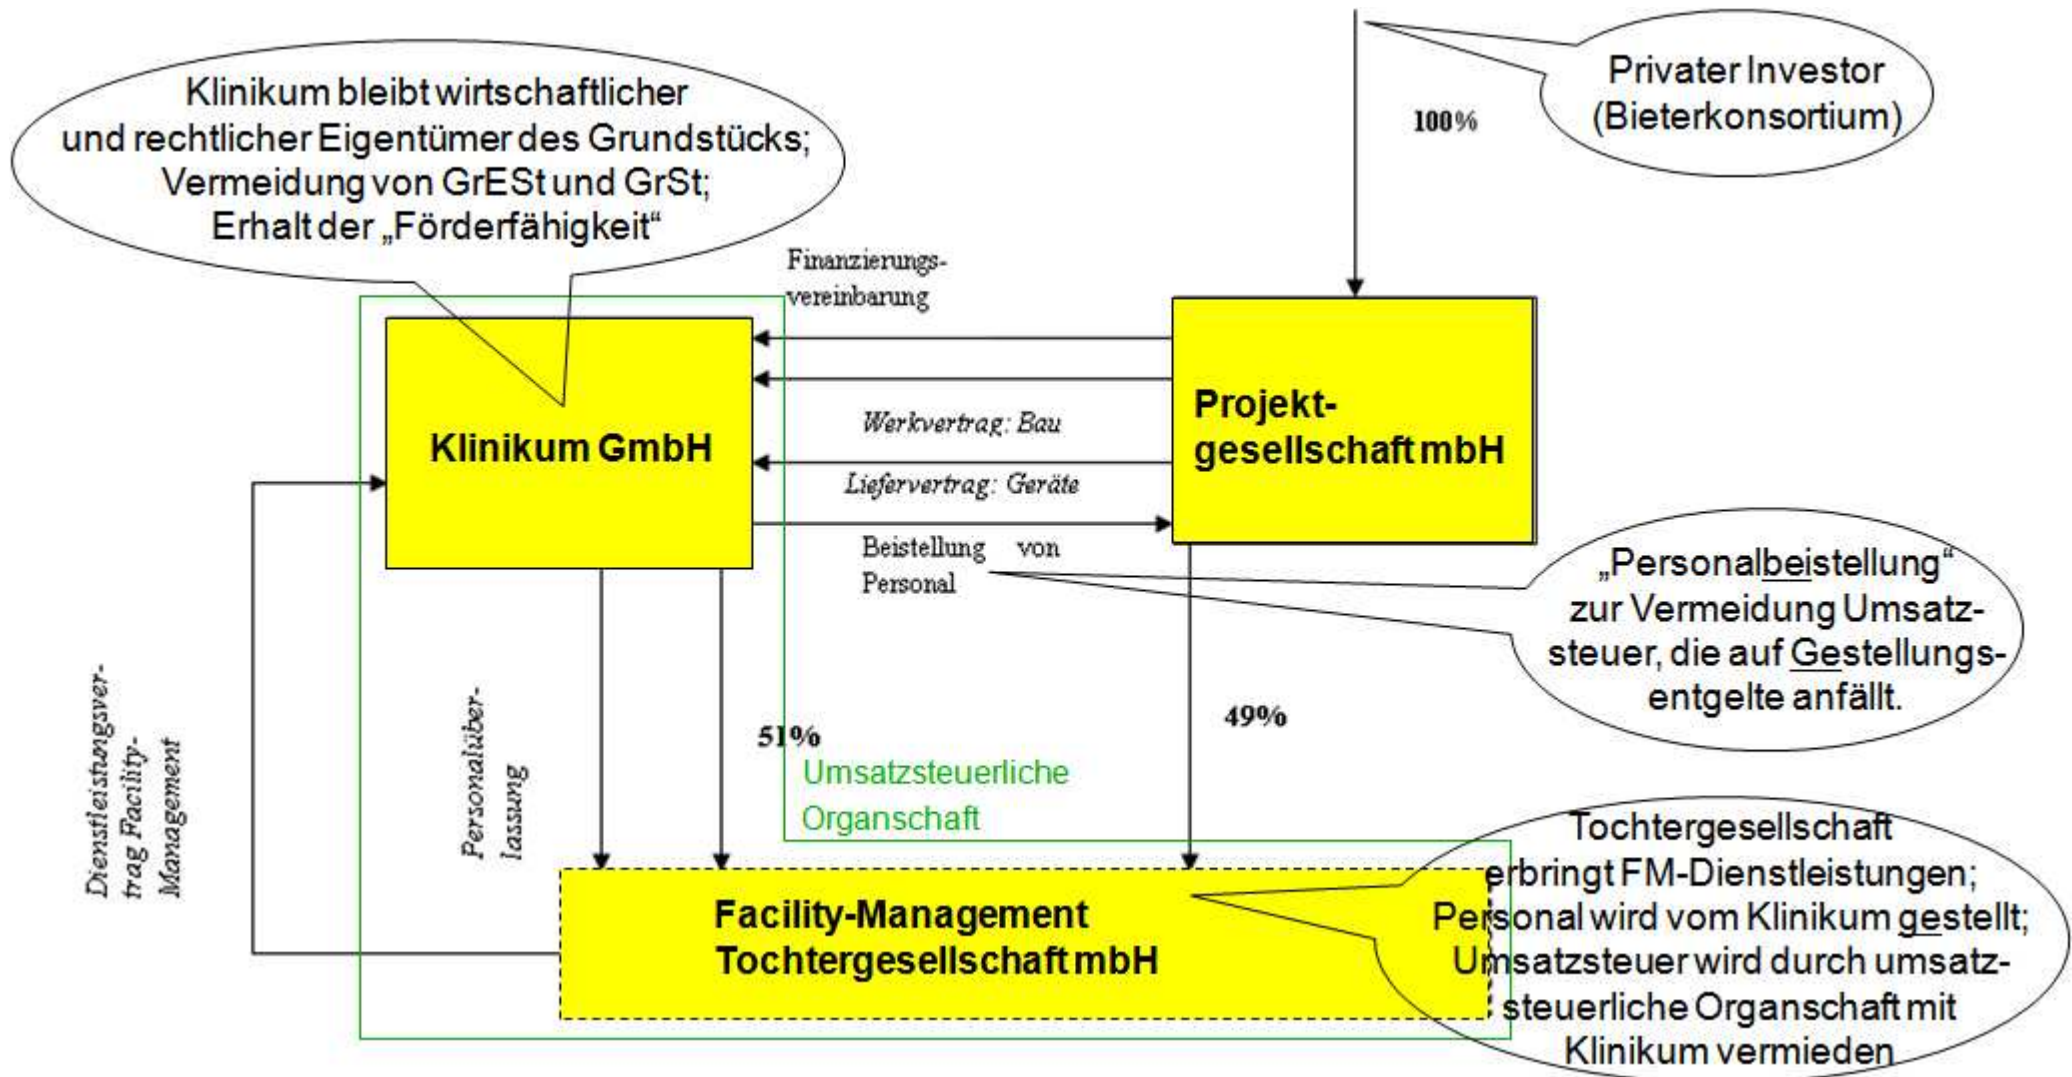 Klinikum bleibt wirtschaftlicher
und rechtlicher Eigentümer des Grundstücks;
Vermeidung von GrESt und GrSt;
Erhalt der „Förderfähigkeit“
Privater Investor
(Bieterkonsortium)
100%
Finanzierungs-
vereinbarung
Klinikum GmbH
Projekt-
gesellschaft mbH
Werkvertrag: Bau
Liefervertrag: Geräte
Beistellung von
Personal
„Personalbeistellung“
zur Vermeidung Umsatz-
steuer, die auf Gestellungs-
entgelte anfällt.
Dienstleistungsver-
trag Facility-
Management
Personalüber-
lassung
51%
49%
Umsatzsteuerliche
Organschaft
Facility-Management
Tochtergesellschaft mbH
Tochtergesellschaft
erbringt FM-Dienstleistungen;
Personal wird vom Klinikum gestellt;
Umsatzsteuer wird durch umsatz-
steuerliche Organschaft mit
Klinikum vermieden